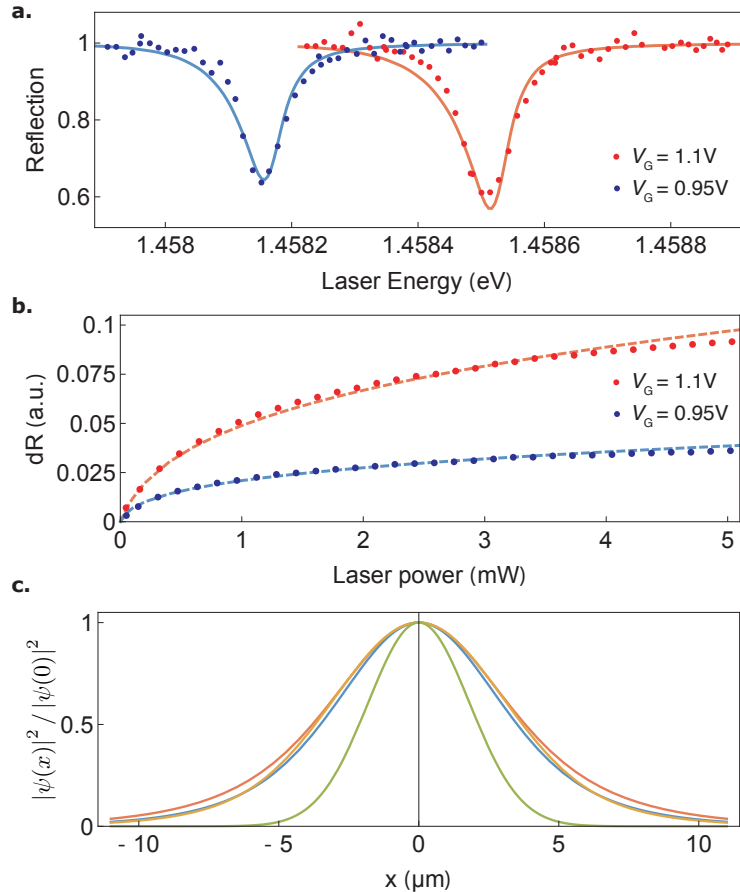 a.
1
0.8
0.6
Reflection
V_G = 1.1V
V_G = 0.95V
1.458
1.4582
1.4584
1.4586
1.4588
Laser Energy (eV)
b.
0.1
0.075
0.05
0.025
0
dR (a.u.)
V_G = 1.1V
V_G = 0.95V
0
1
2
3
4
5
Laser power (mW)
c.
1
0.5
0
|ψ(x)|² / |ψ(0)|²
- 10
- 5
0
5
10
x (µm)